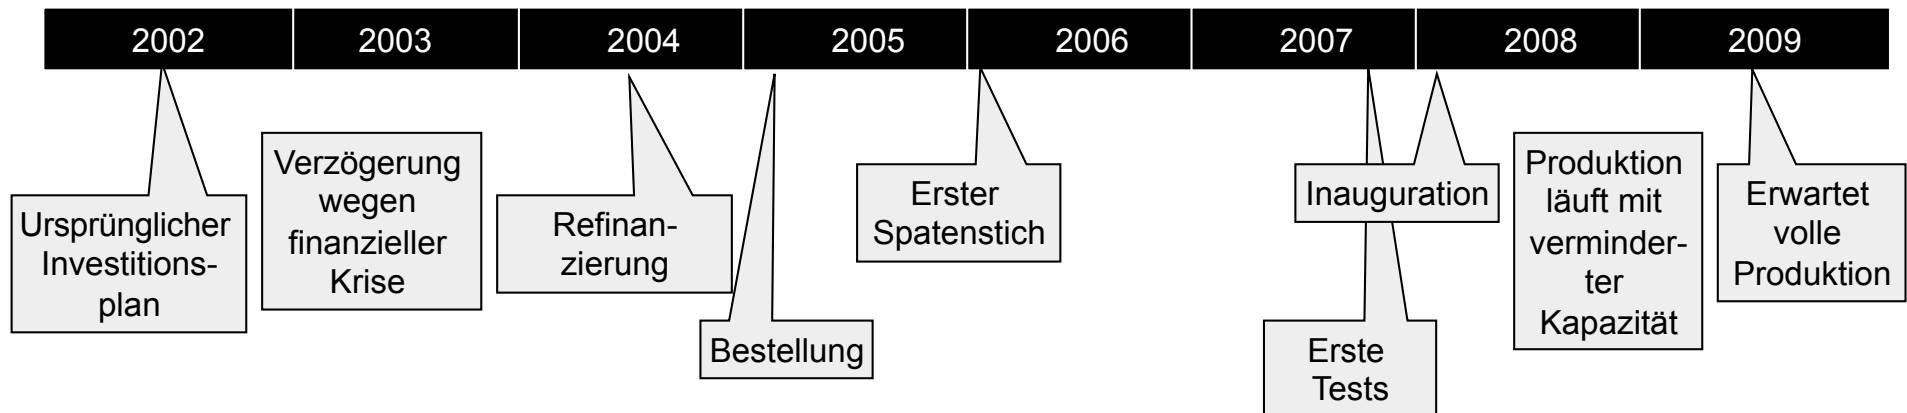 2002 2003 2004 2005 2006 2007 2008 2009
Ursprünglicher
Investitions-
plan
Verzögerung
wegen
finanzieller
Krise
Refinan-
zierung
Bestellung
Erster
Spatenstich
Inauguration
Erste
Tests
Produktion
läuft mit
verminder-
ter
Kapazität
Erwartet
volle
Produktion